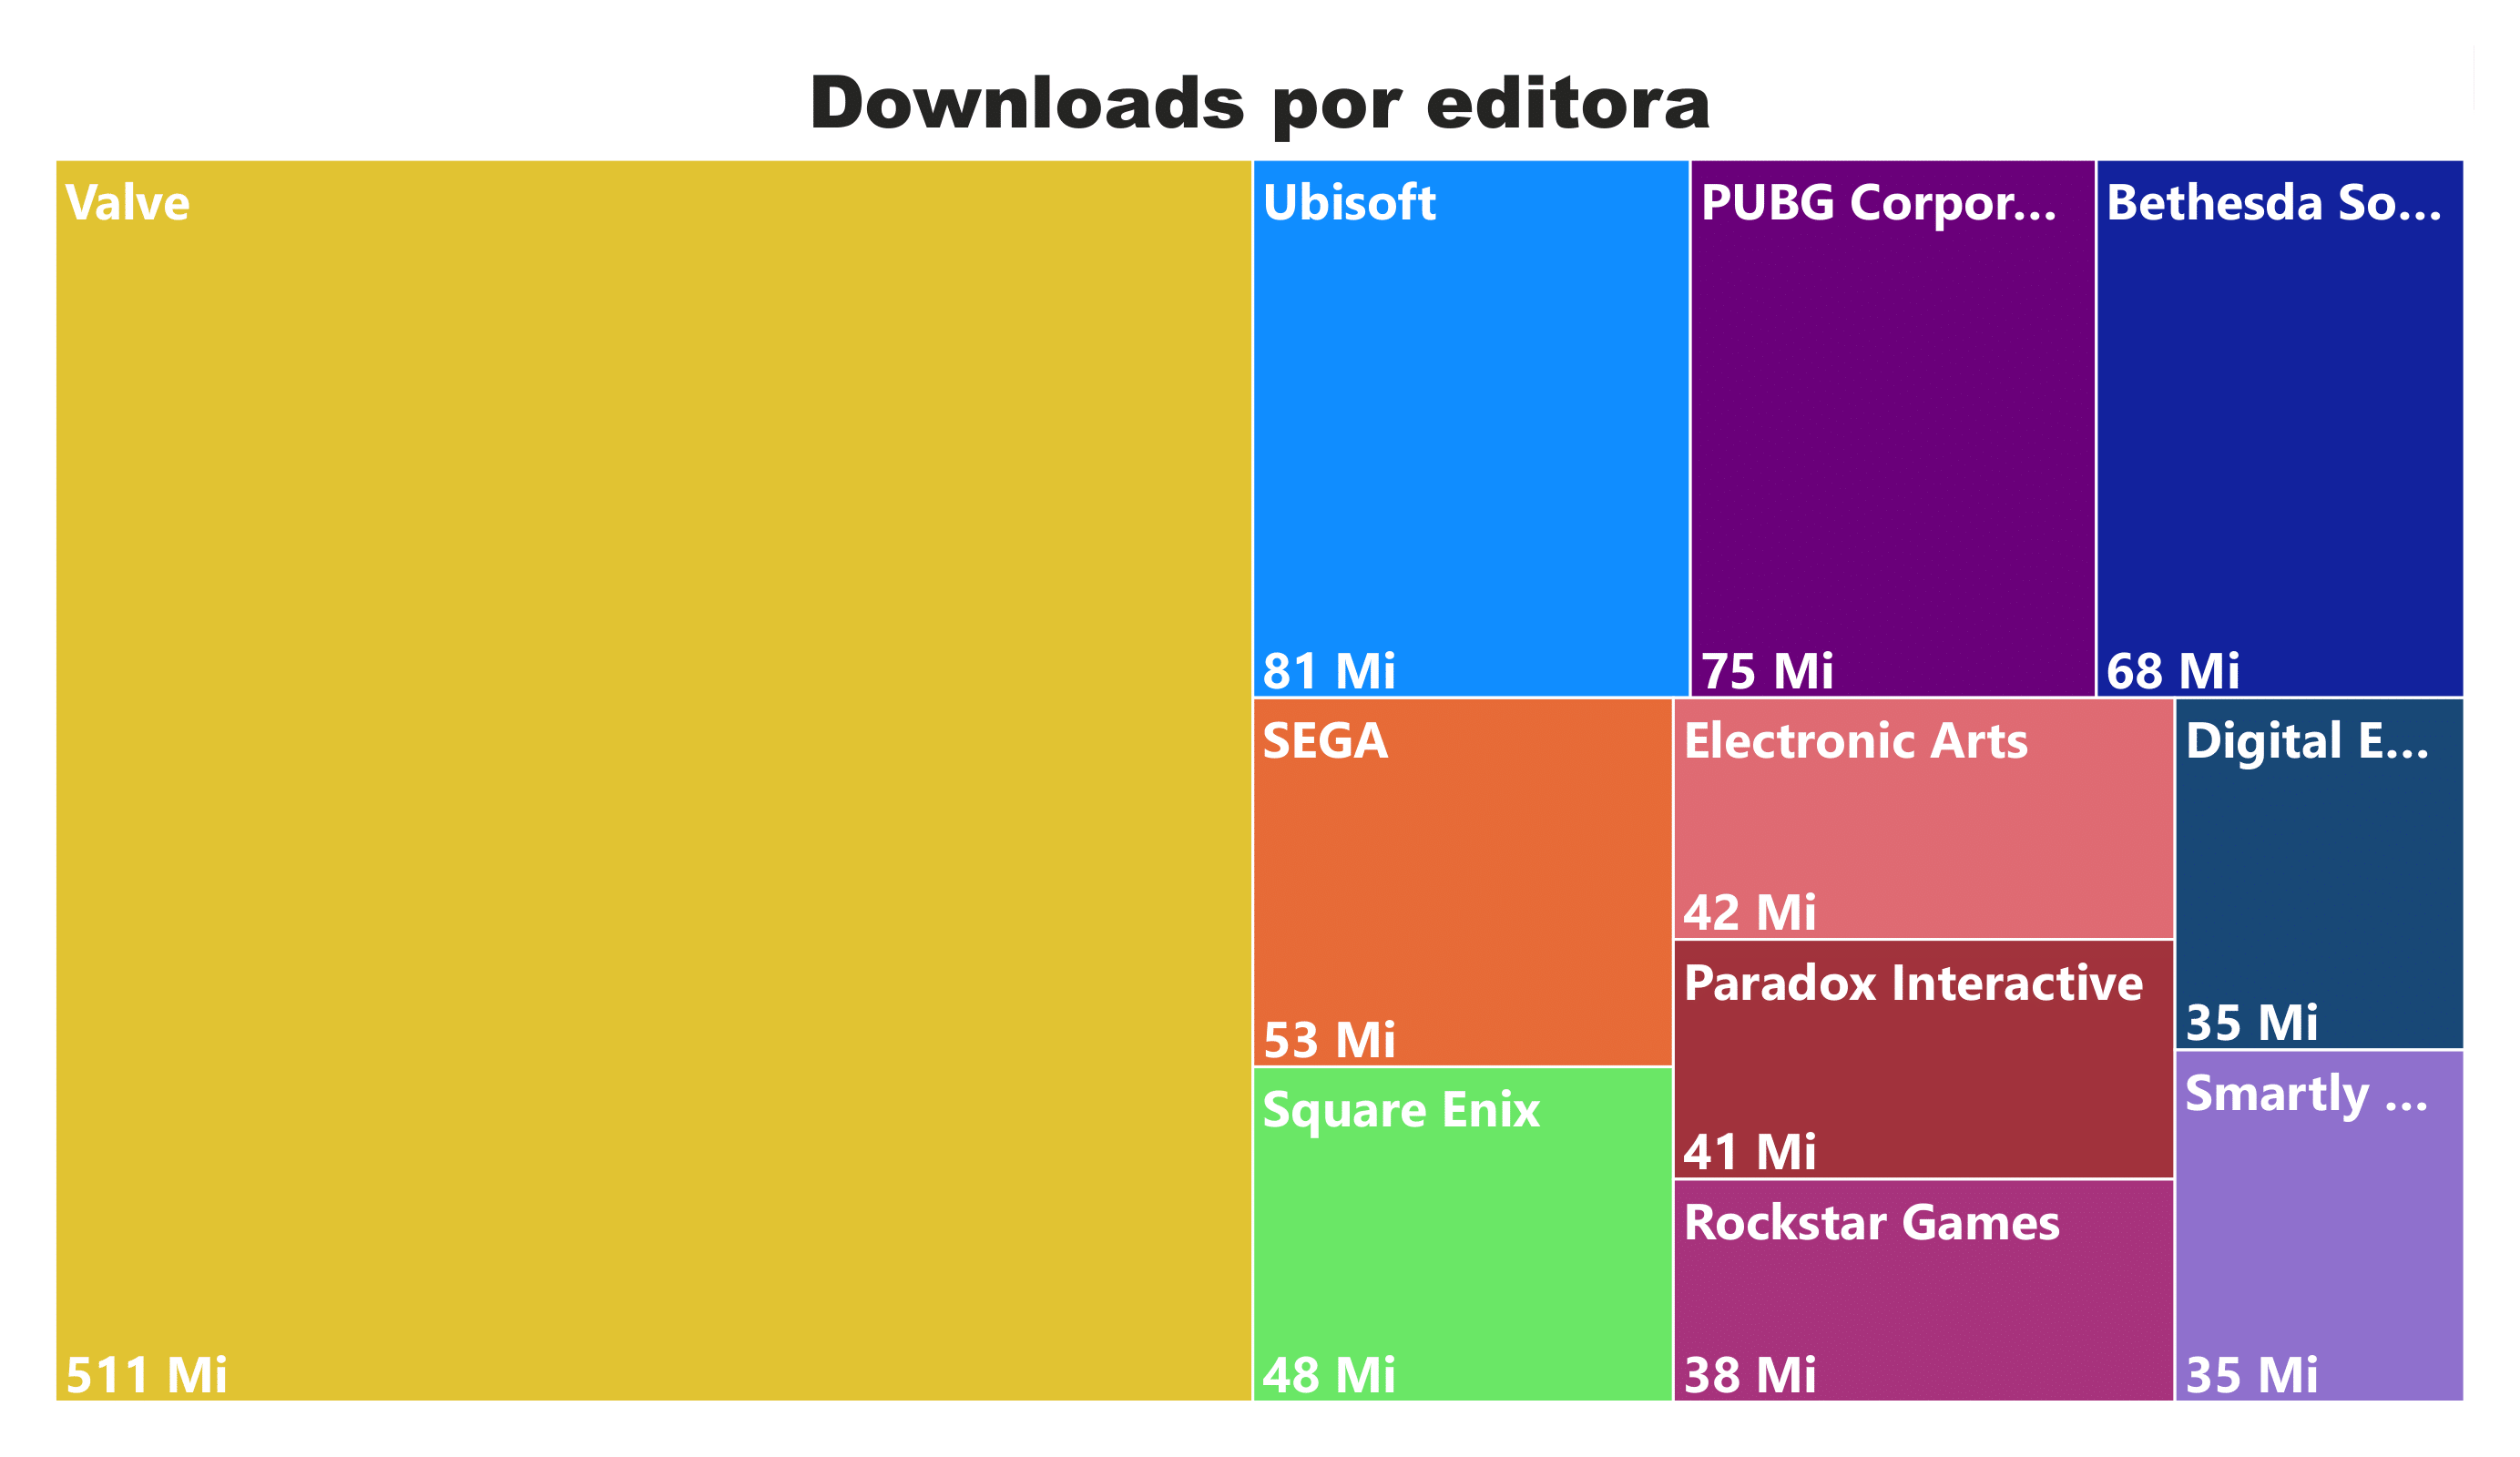 Downloads por editora
Valve
511 Mi
Ubisoft
81 Mi
PUBG Corpor...
75 Mi
Bethesda So...
68 Mi
SEGA
53 Mi
Square Enix
48 Mi
Electronic Arts
42 Mi
Paradox Interactive
41 Mi
Rockstar Games
38 Mi
Digital E...
35 Mi
Smartly ...
35 Mi